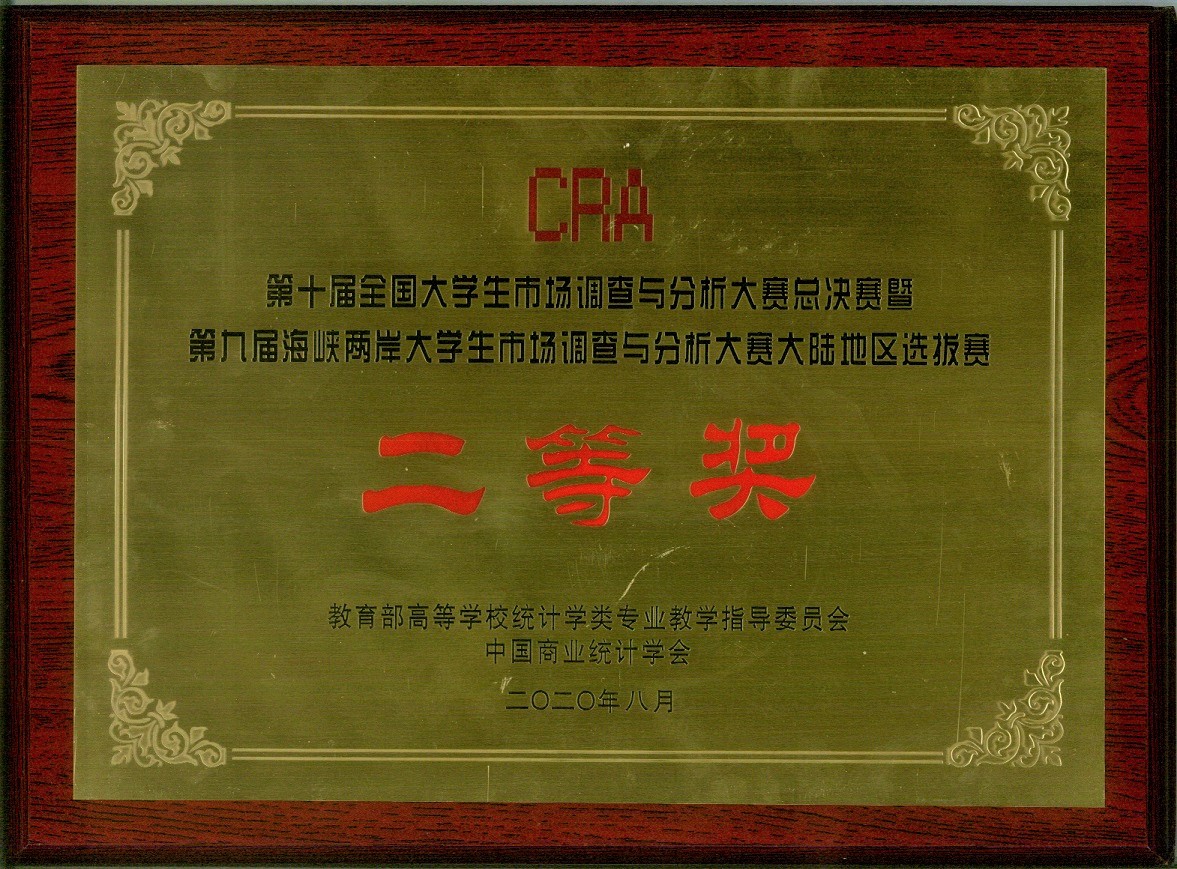 CRA
第十届全国大学生市场调查与分析大赛总决赛暨
第九届海峡两岸大学生市场调查与分析大赛大陆地区选拔赛
二等奖
教育部高等学校统计学类专业教学指导委员会
中国商业统计学会
二〇二〇年八月